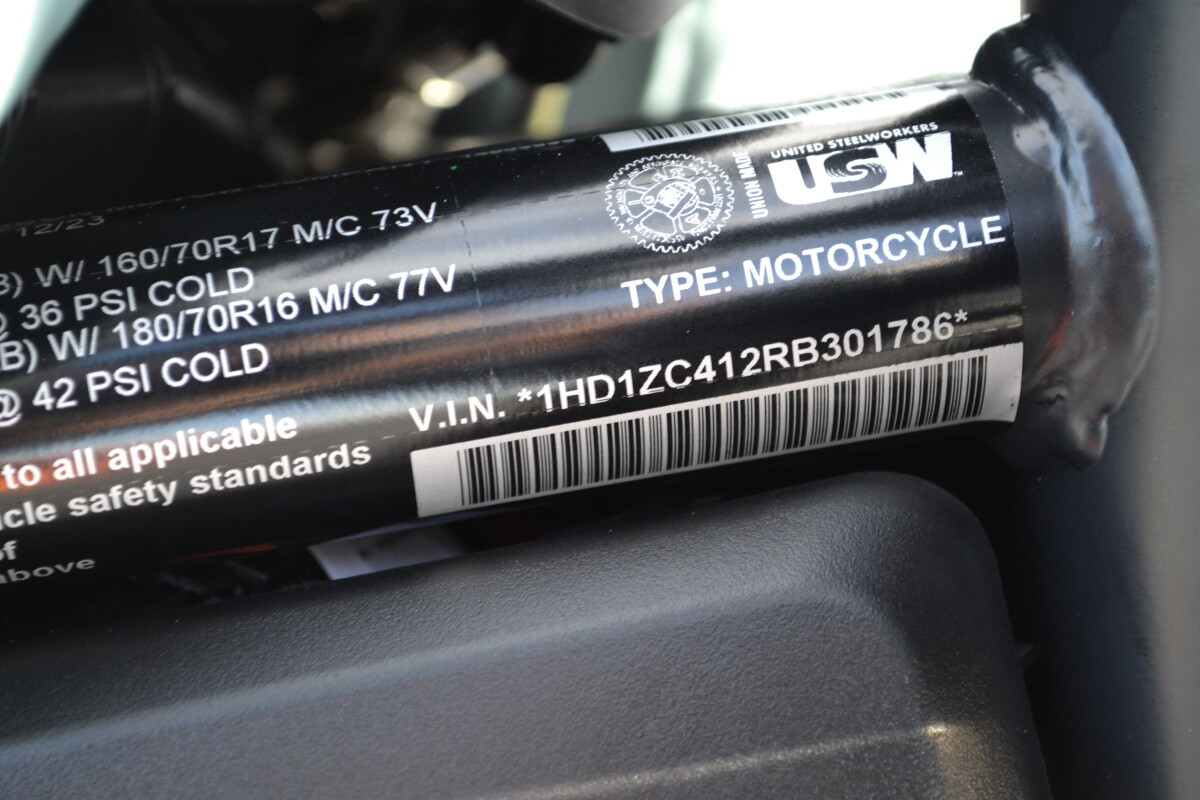 12/23
B) W/ 160/70R17 M/C 73V
@ 36 PSI COLD
B) W/ 180/70R16 M/C 77V
@ 42 PSI COLD
to all applicable
icle safety standards
of
above
UNITED STEELWORKERS
USW
UNION MADE
TYPE: MOTORCYCLE
V.I.N. *1HD1ZC412RB301786*